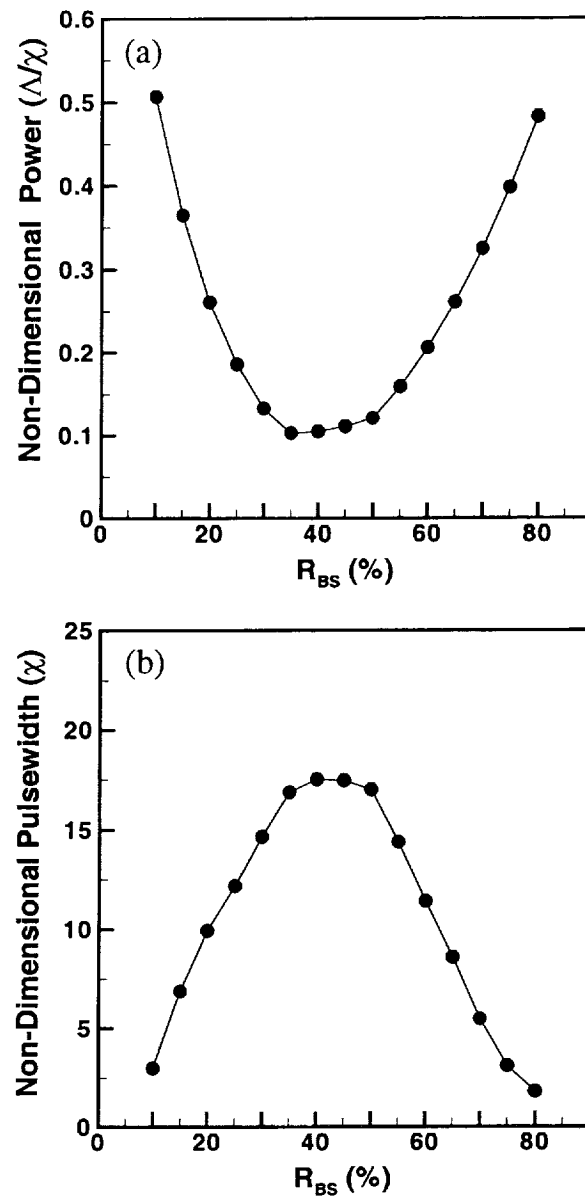 0.6
(a)
0.5
0.4
0.3
0.2
0.1
0
Non-Dimensional Power (Λ/χ)
0 20 40 60 80
R_BS (%)
25
(b)
20
15
10
5
0
Non-Dimensional Pulsewidth (χ)
0 20 40 60 80
R_BS (%)